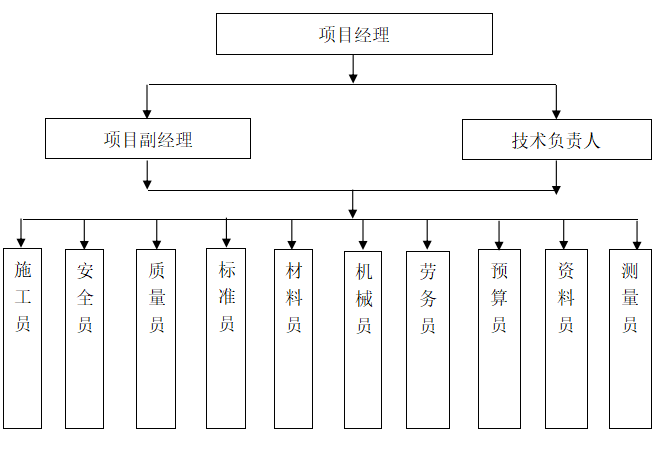 项目经理
项目副经理
技术负责人
施工员
安全员
质量员
标准员
材料员
机械员
劳务员
预算员
资料员
测量员